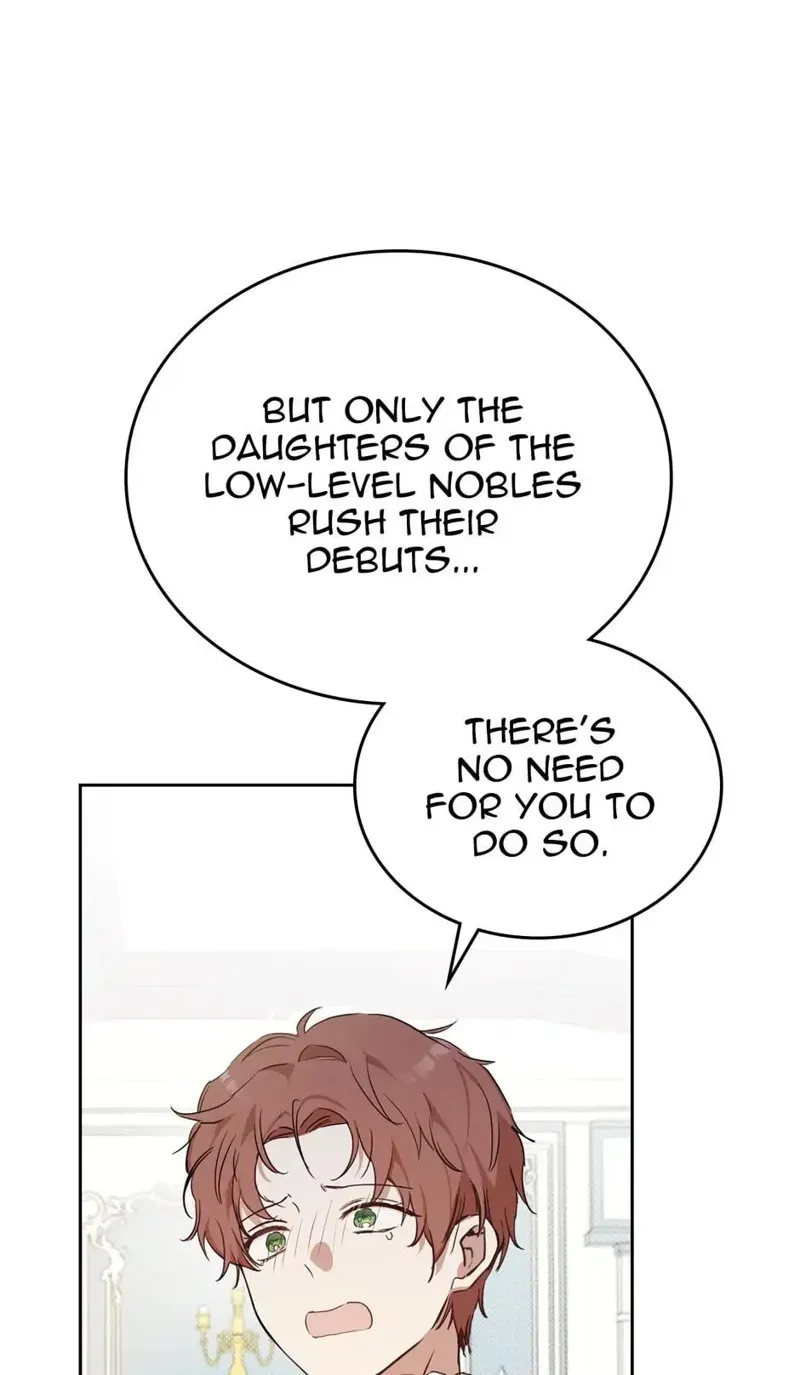 BUT ONLY THE
DAUGHTERS OF THE
LOW-LEVEL NOBLES
RUSH THEIR
DEBUTS...
THERE'S
NO NEED
FOR YOU TO
DO SO.